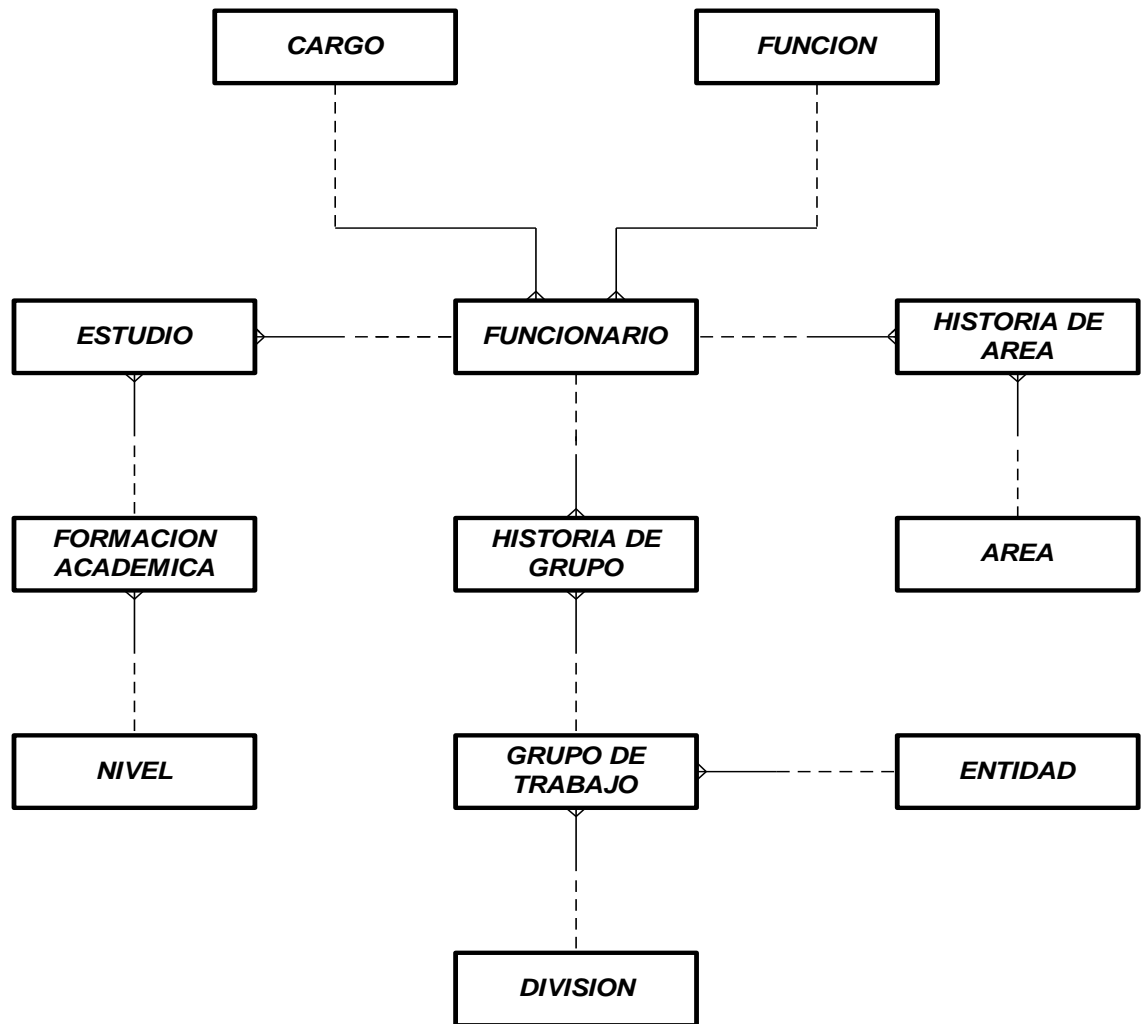 CARGO
FUNCION
ESTUDIO
FUNCIONARIO
HISTORIA DE
AREA
FORMACION
ACADEMICA
HISTORIA DE
GRUPO
AREA
NIVEL
GRUPO DE
TRABAJO
ENTIDAD
DIVISION